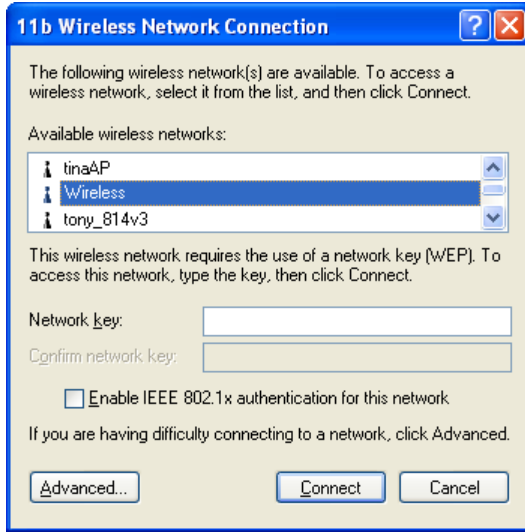 11b Wireless Network Connection
The following wireless network(s) are available. To access a
wireless network, select it from the list, and then click Connect.
Available wireless networks:
tinaAP
Wireless
tony_814v3
This wireless network requires the use of a network key (WEP). To
access this network, type the key, then click Connect.
Network key:
Confirm network key:
Enable IEEE 802.1x authentication for this network
If you are having difficulty connecting to a network, click Advanced.
Advanced... Connect Cancel